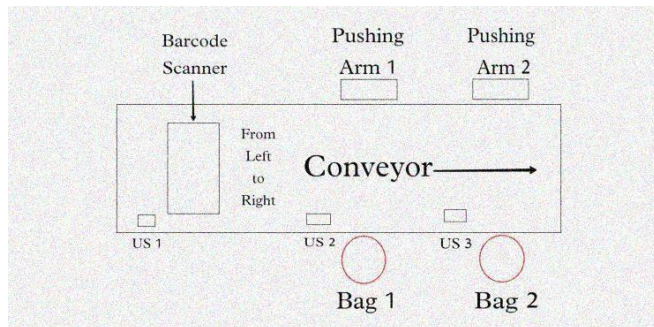 Barcode
Scanner
Pushing
Arm 1
Pushing
Arm 2
From
Left
to
Right
Conveyor
US 1
US 2
US 3
Bag 1
Bag 2